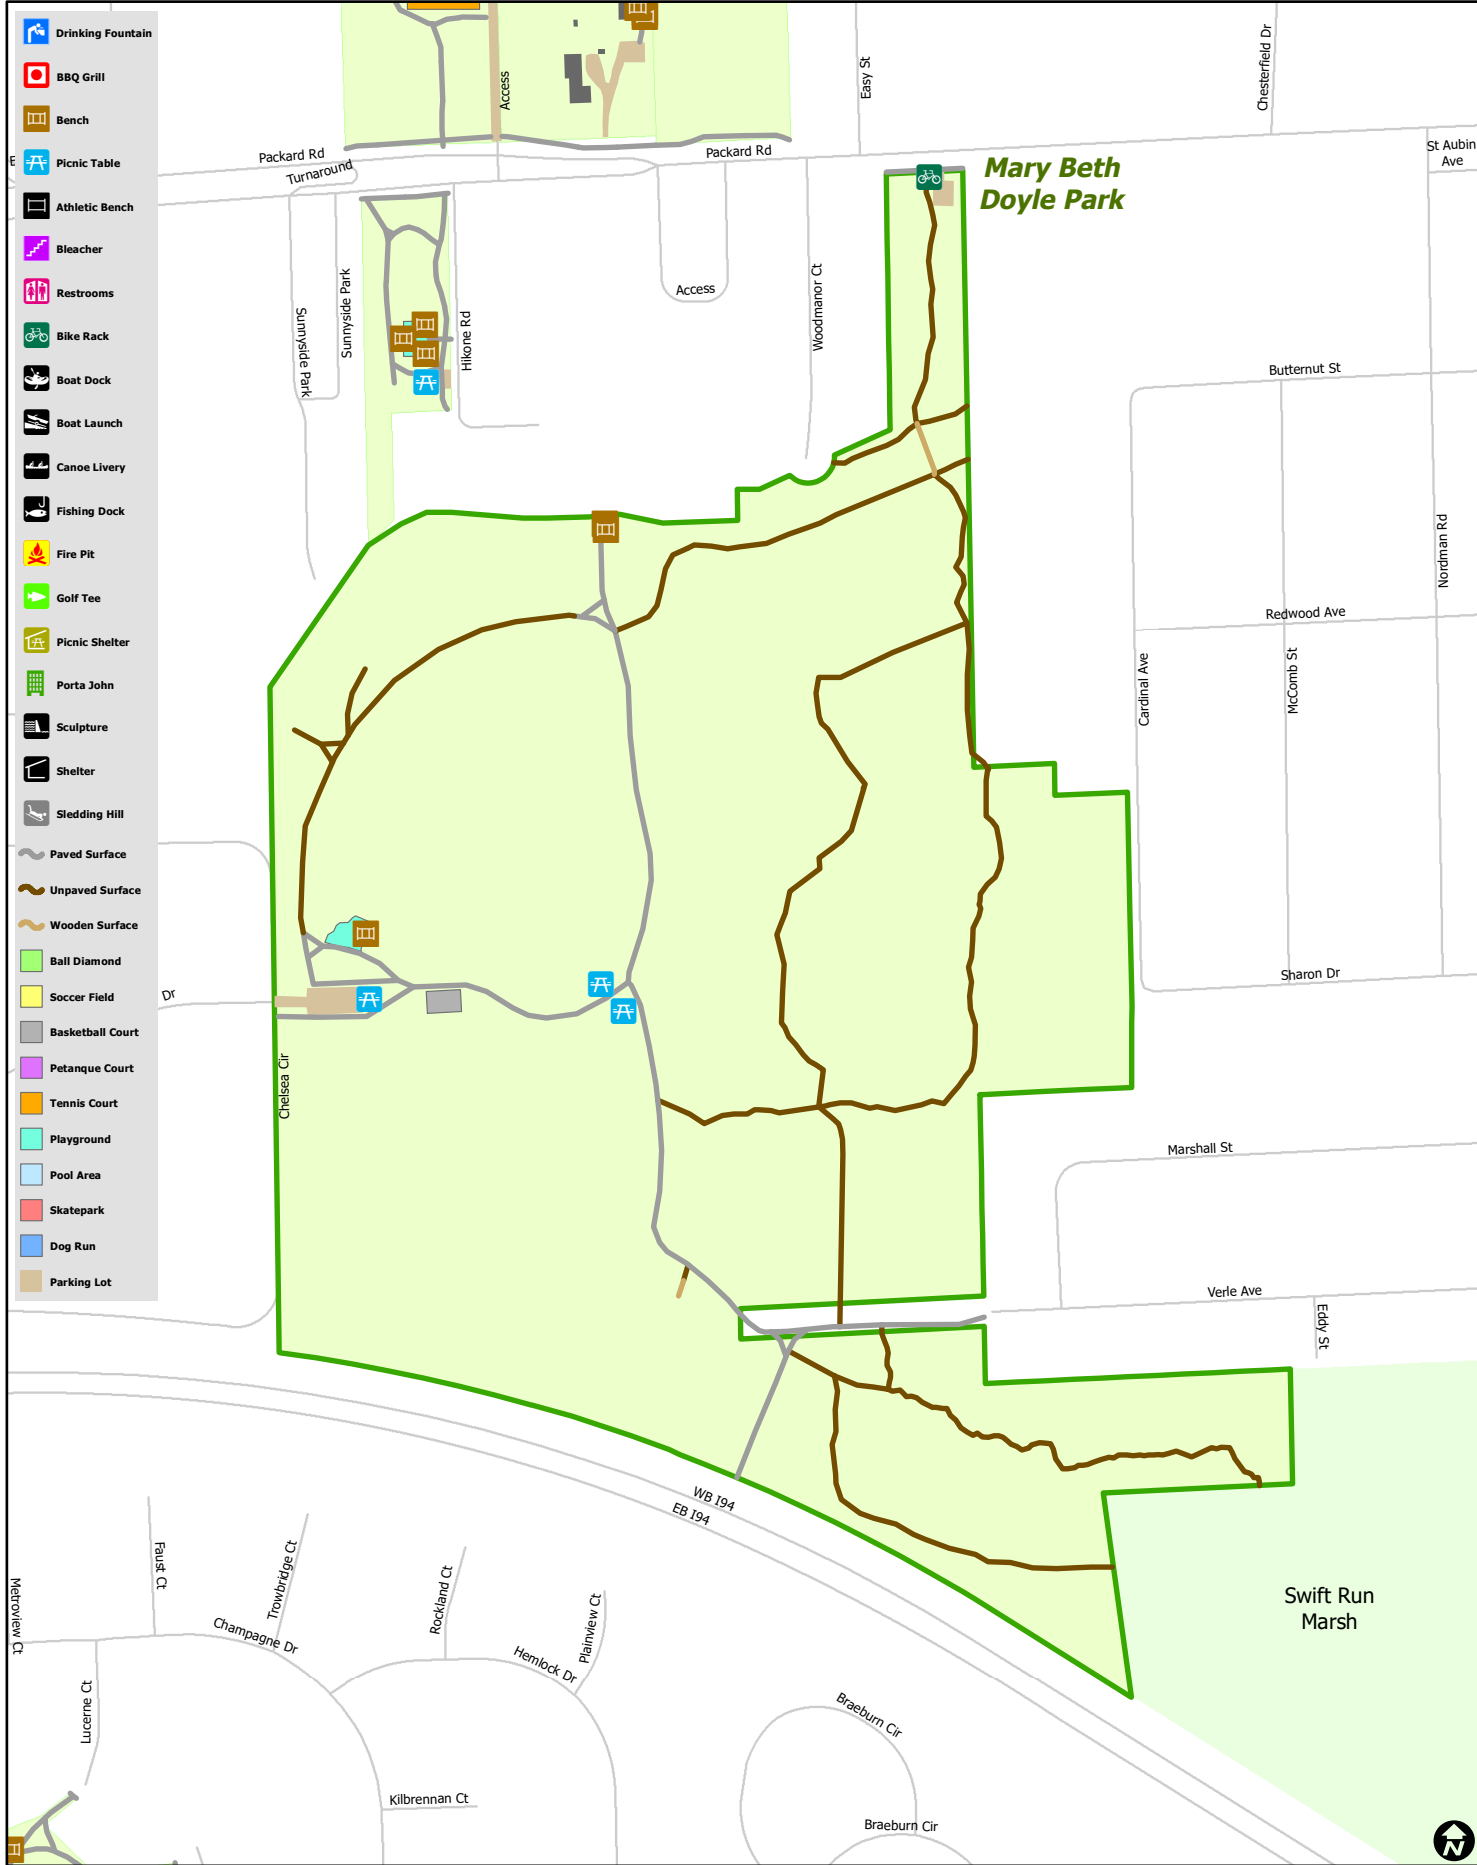 Drinking Fountain
BBQ Grill
Bench
Picnic Table
Athletic Bench
Bleacher
Restrooms
Bike Rack
Boat Dock
Boat Launch
Canoe Livery
Fishing Dock
Fire Pit
Golf Tee
Picnic Shelter
Porta John
Sculpture
Shelter
Sledding Hill
Paved Surface
Unpaved Surface
Wooden Surface
Ball Diamond
Soccer Field
Basketball Court
Petanque Court
Tennis Court
Playground
Pool Area
Skatepark
Dog Run
Parking Lot
Mary Beth
Doyle Park
Access
Easy St
Chesterfield Dr
St Aubin
Ave
Packard Rd
Turnaround
Packard Rd
Sunnyside Park
Sunnyside Park
Hikone Rd
Access
Woodmanor Ct
Butternut St
Nordman Rd
Redwood Ave
McComb St
Cardinal Ave
Sharon Dr
Dr
Chelsea Cir
Marshall St
Verle Ave
Eddy St
WB I94
EB I94
Swift Run
Marsh
Metroview Ct
Faust Ct
Trowbridge Ct
Champagne Dr
Rockland Ct
Hemlock Dr
Plainview Ct
Lucerne Ct
Kilbrennan Ct
Braeburn Cir
Braeburn Cir
N